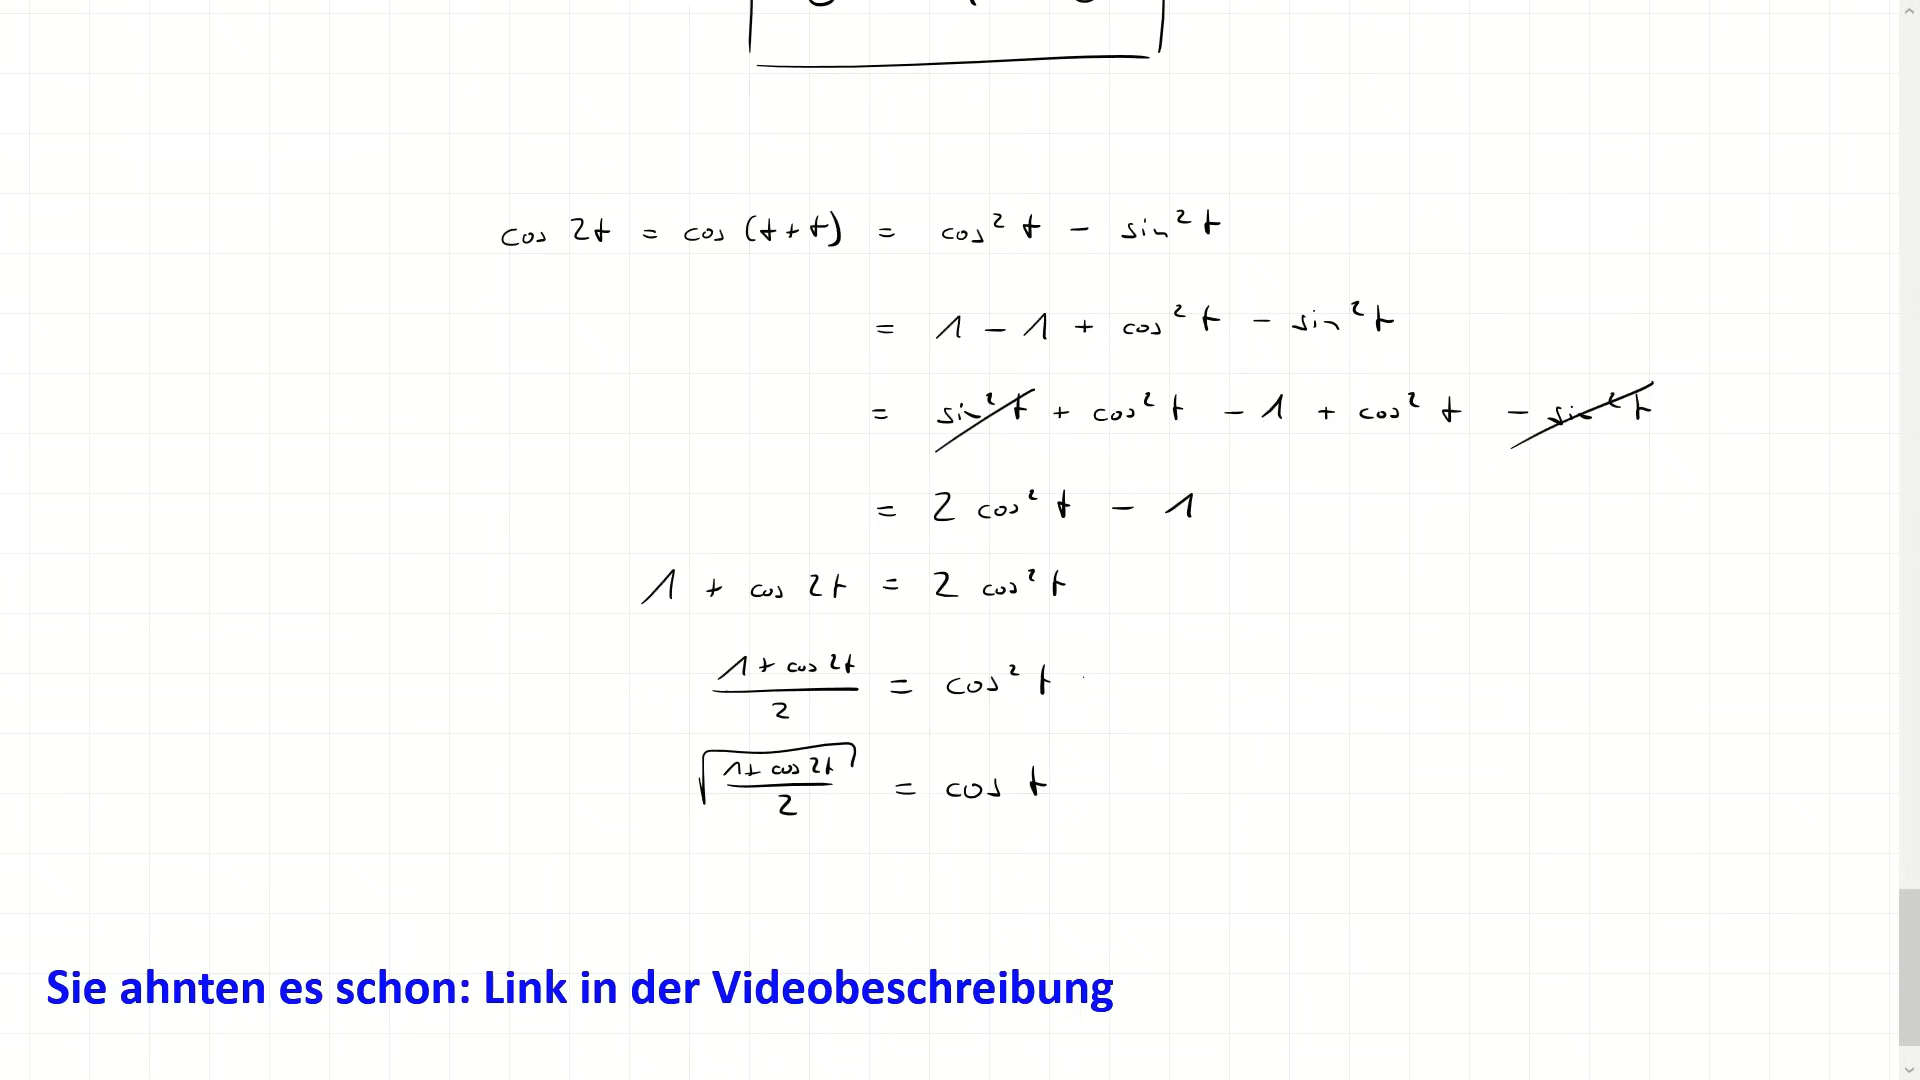 cos 2t = cos (t + t) = cos² t − sin² t
= 1 − 1 + cos² t − sin² t
= sin² t + cos² t − 1 + cos² t − sin² t
= 2 cos² t − 1
1 + cos 2t = 2 cos² t
(1 + cos 2t)/2 = cos² t
√((1 + cos 2t)/2) = cos t
Sie ahnten es schon: Link in der Videobeschreibung